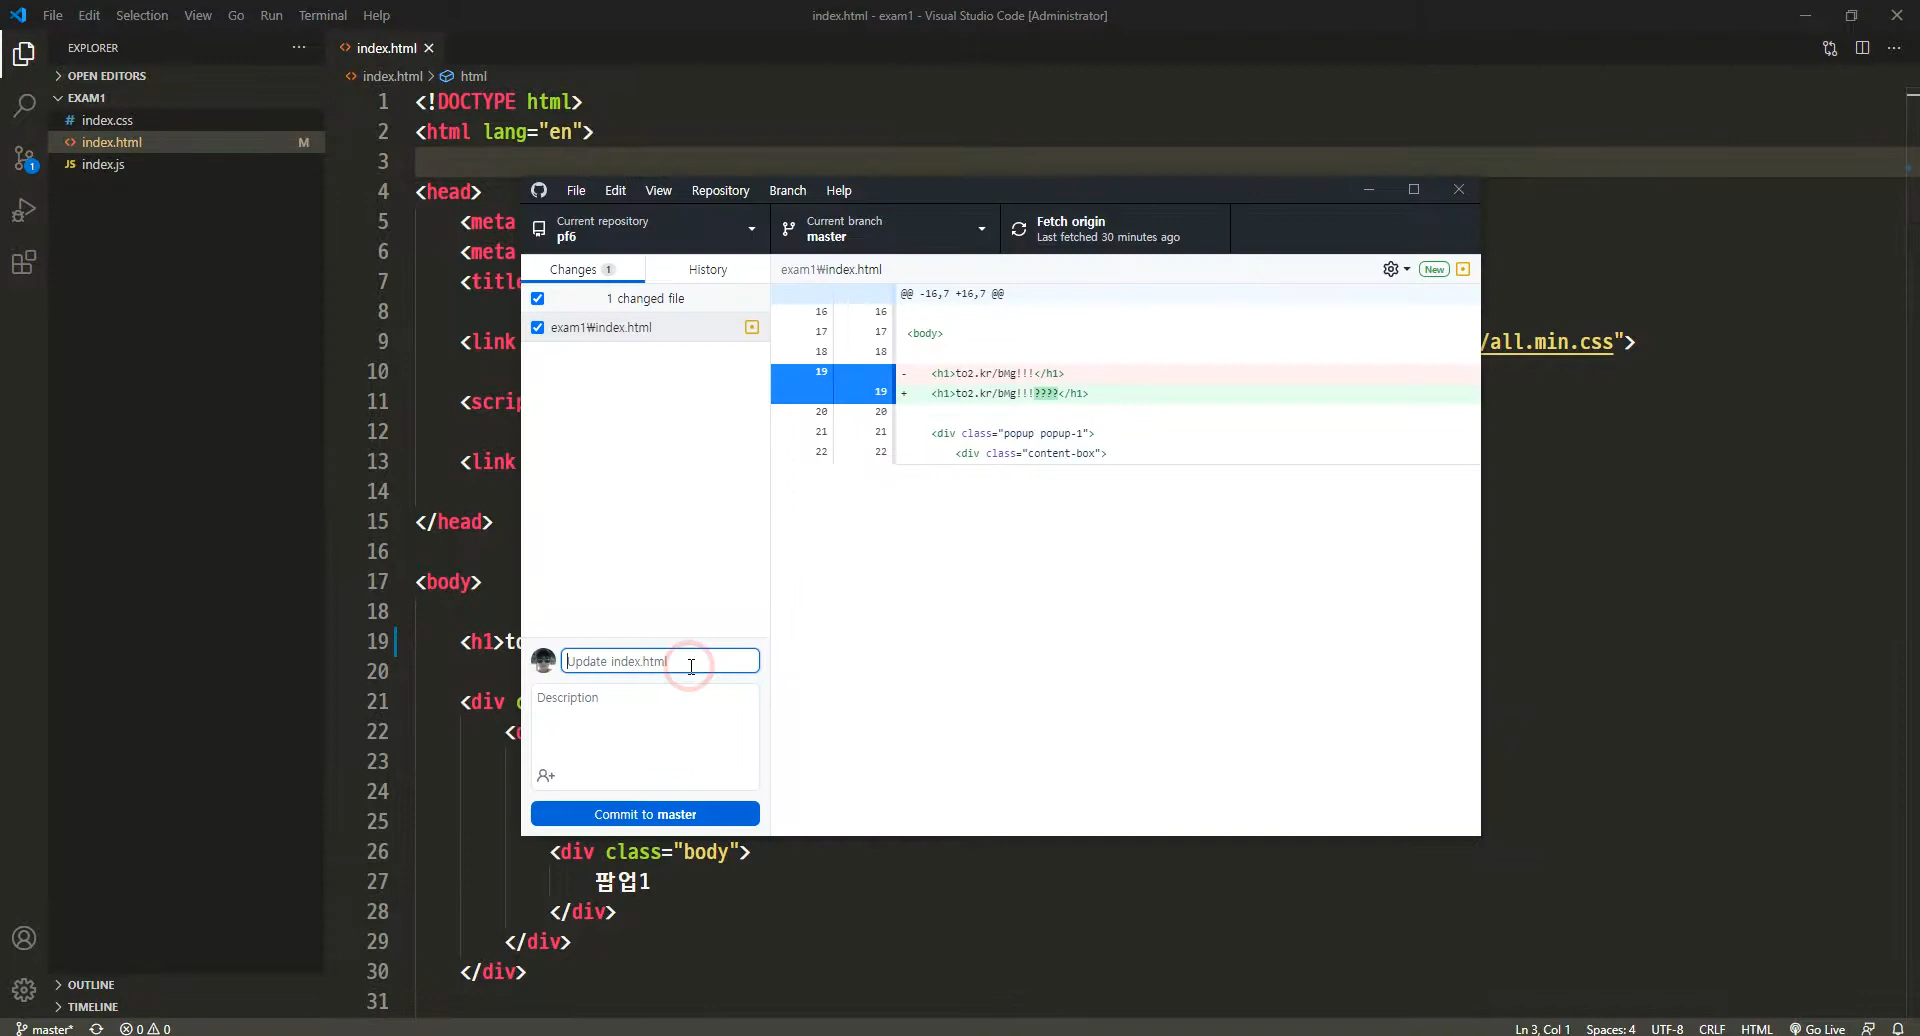 File Edit Selection View Go Run Terminal Help
index.html - exam1 - Visual Studio Code [Administrator]
EXPLORER
OPEN EDITORS
EXAM1
# index.css
<> index.html M
JS index.js
OUTLINE
TIMELINE
1
<> index.html
<> index.html > html
1 <!DOCTYPE html>
2 <html lang="en">
3
4 <head>
5 <meta
6 <meta
7 <title
8
9 <link /all.min.css">
10
11 <scrip
12
13 <link
14
15 </head>
16
17 <body>
18
19 <h1>to
20
21 <div c
22 <d
23
24
25
26 <div class="body">
27 팝업1
28 </div>
29 </div>
30 </div>
31
File Edit View Repository Branch Help
Current repository
pf6
Current branch
master
Fetch origin
Last fetched 30 minutes ago
Changes 1
History
1 changed file
exam1₩index.html
exam1₩index.html
New
@@ -16,7 +16,7 @@
16 16
17 17 <body>
18 18
19 - <h1>to2.kr/bMg!!!</h1>
19 + <h1>to2.kr/bMg!!!????</h1>
20 20
21 21 <div class="popup popup-1">
22 22 <div class="content-box">
Update index.html
Description
Commit to master
master* 0 0
Ln 3, Col 1 Spaces: 4 UTF-8 CRLF HTML Go Live